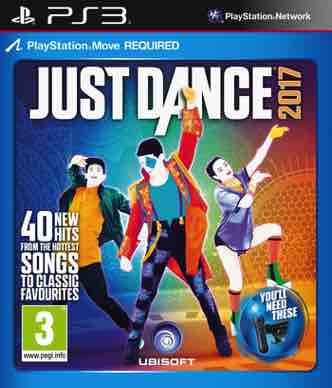 PS3
PlayStation®Network
PlayStation®Move REQUIRED
JUST DANCE
2017
40 NEW
HITS
FROM THE HOTTEST
SONGS
TO CLASSIC
FAVOURITES
YOU'LL
NEED
THESE
3
www.pegi.info
UBISOFT